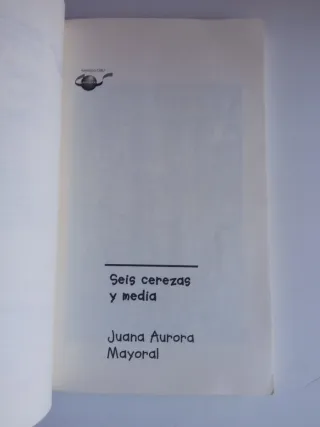 Seis cerezas
y media
Juana Aurora
Mayoral